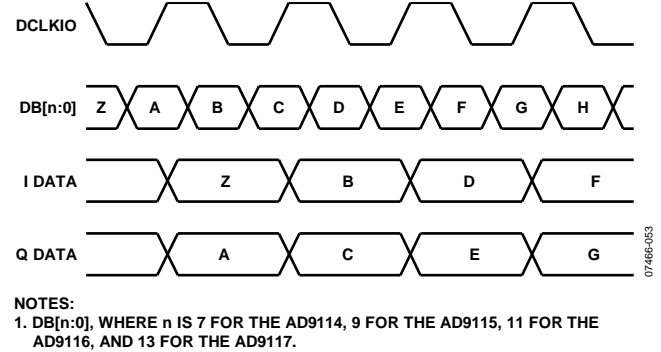 DCLKIO
DB[n:0] Z A B C D E F G H
I DATA Z B D F
Q DATA A C E G
07466-053
NOTES:
1. DB[n:0], WHERE n IS 7 FOR THE AD9114, 9 FOR THE AD9115, 11 FOR THE
AD9116, AND 13 FOR THE AD9117.